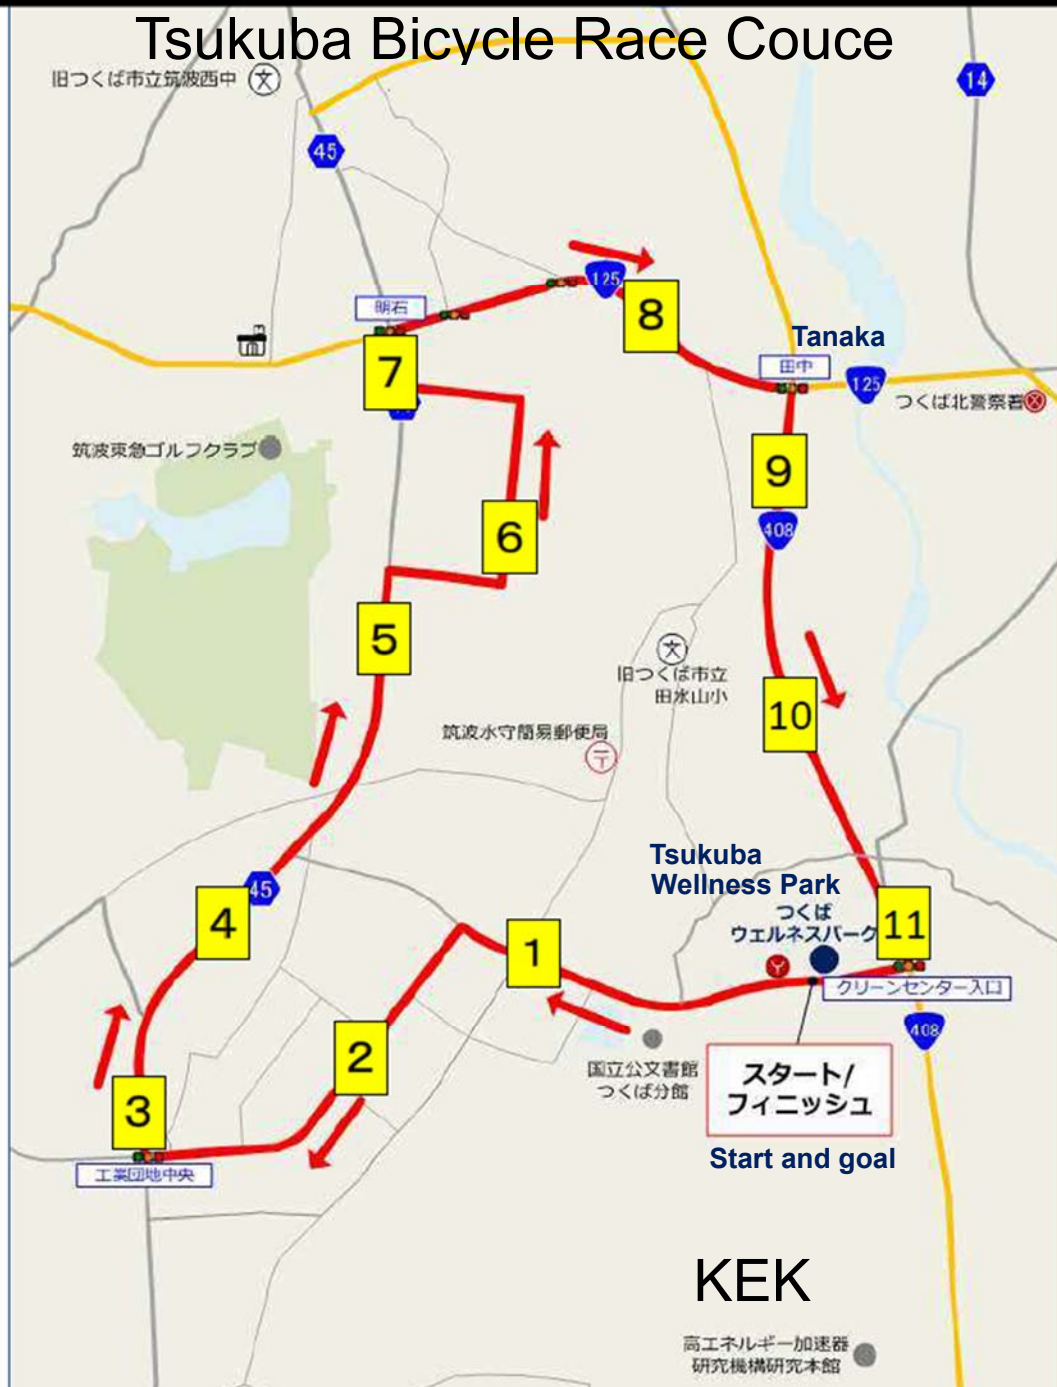 Tsukuba Bicycle Race Couce
旧つくば市立筑波西中
文
14
45
125
8
明石
7
Tanaka
田中
125
つくば北警察署
筑波東急ゴルフクラブ
9
6
408
5
文
旧つくば市立
田水山小
10
筑波水守簡易郵便局
〒
Tsukuba
Wellness Park
つくば
ウェルネスパーク
45
4
1
11
クリーンセンター入口
408
2
国立公文書館
つくば分館
スタート/
フィニッシュ
3
工業団地中央
Start and goal
KEK
高エネルギー加速器
研究機構研究本館